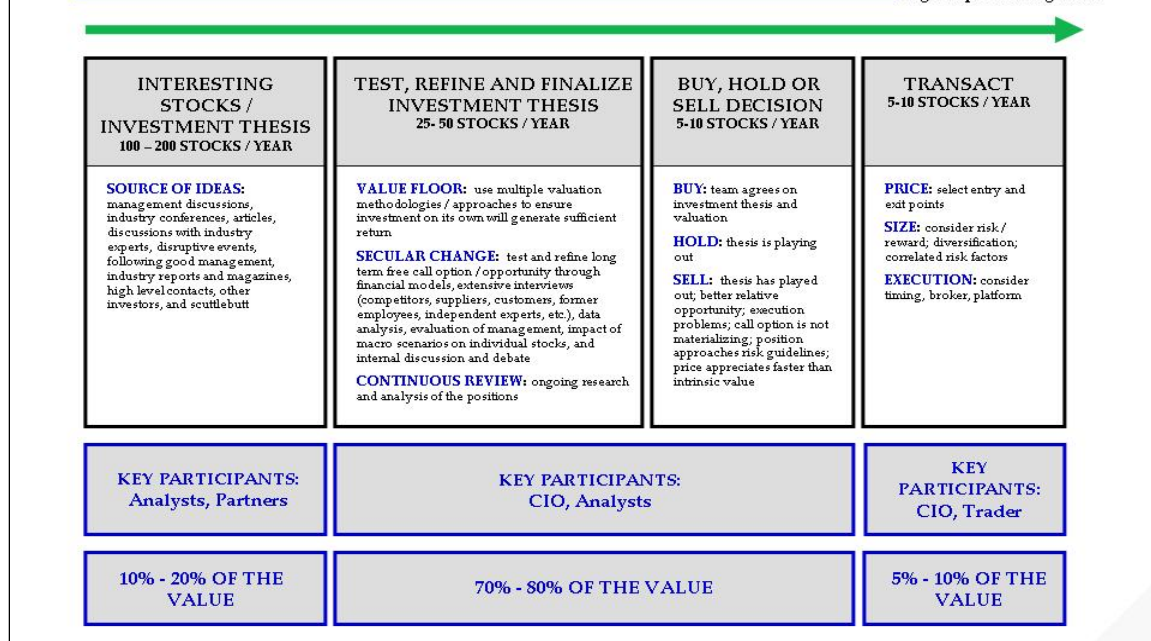 INTERESTING
STOCKS /
INVESTMENT THESIS
100 – 200 STOCKS / YEAR
SOURCE OF IDEAS:
management discussions,
industry conferences, articles,
discussions with industry
experts, disruptive events,
following good management,
industry reports and magazines,
high level contacts, other
investors, and scuttlebutt
TEST, REFINE AND FINALIZE
INVESTMENT THESIS
25- 50 STOCKS / YEAR
VALUE FLOOR: use multiple valuation
methodologies / approaches to ensure
investment on its own will generate sufficient
return
SECULAR CHANGE: test and refine long
term free call option / opportunity through
financial models, extensive interviews
(competitors, suppliers, customers, former
employees, independent experts, etc.), data
analysis, evaluation of management, impact of
macro scenarios on individual stocks, and
internal discussion and debate
CONTINUOUS REVIEW: ongoing research
and analysis of the positions
BUY, HOLD OR
SELL DECISION
5-10 STOCKS / YEAR
BUY: team agrees on
investment thesis and
valuation
HOLD: thesis is playing
out
SELL: thesis has played
out; better relative
opportunity; execution
problems; call option is not
materializing; position
approaches risk guidelines;
price appreciates faster than
intrinsic value
TRANSACT
5-10 STOCKS / YEAR
PRICE: select entry and
exit points
SIZE: consider risk /
reward; diversification;
correlated risk factors
EXECUTION: consider
timing, broker, platform
KEY PARTICIPANTS:
Analysts, Partners
KEY PARTICIPANTS:
CIO, Analysts
KEY
PARTICIPANTS:
CIO, Trader
10% - 20% OF THE
VALUE
70% - 80% OF THE VALUE
5% - 10% OF THE
VALUE